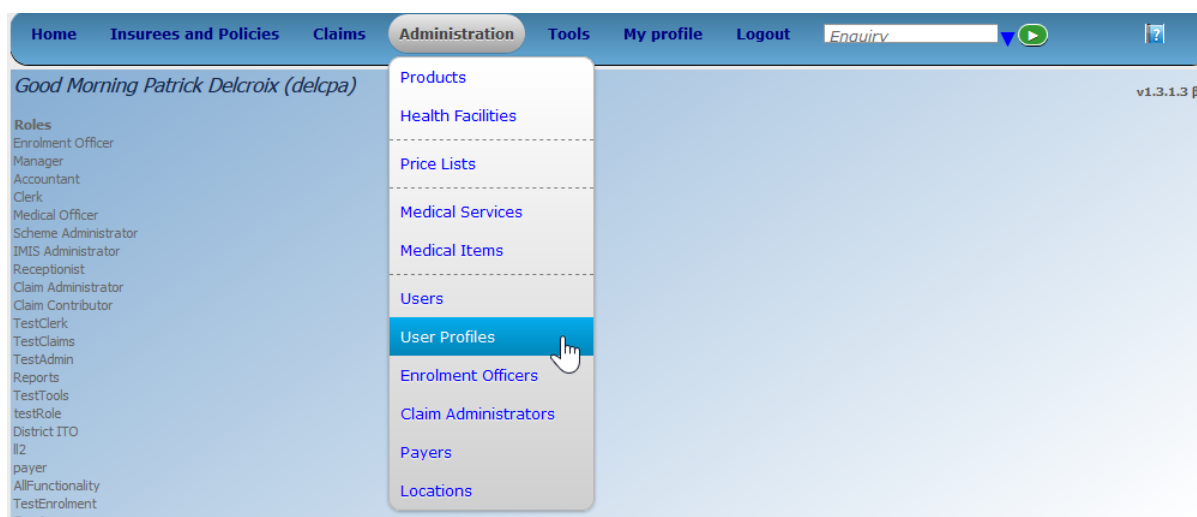 Home Insurees and Policies Claims Administration Tools My profile Logout Enquiry ?
Good Morning Patrick Delcroix (delcpa)
v1.3.1.3 β
Roles
Enrolment Officer
Manager
Accountant
Clerk
Medical Officer
Scheme Administrator
IMIS Administrator
Receptionist
Claim Administrator
Claim Contributor
TestClerk
TestClaims
TestAdmin
Reports
TestTools
testRole
District ITO
ll2
payer
AllFunctionality
TestEnrolment
Products
Health Facilities
Price Lists
Medical Services
Medical Items
Users
User Profiles
Enrolment Officers
Claim Administrators
Payers
Locations